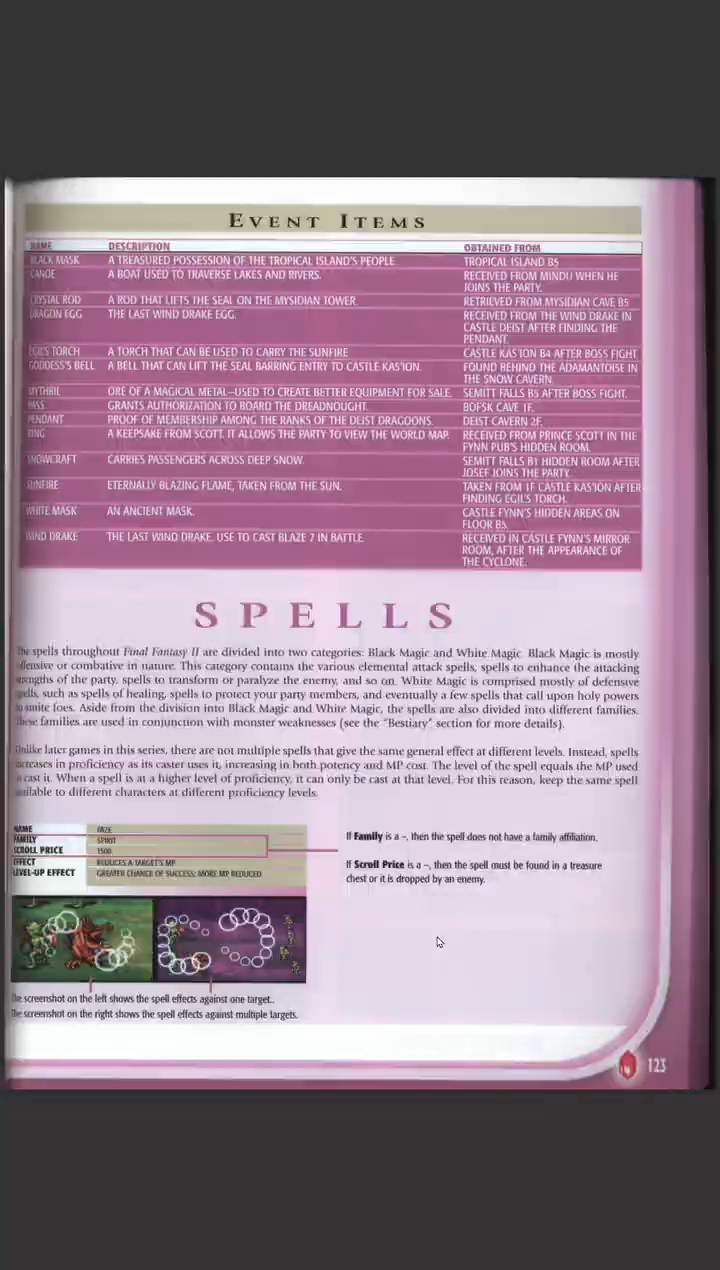 EVENT ITEMS
NAME DESCRIPTION OBTAINED FROM
BLACK MASK A TREASURED POSSESSION OF THE TROPICAL ISLAND'S PEOPLE. TROPICAL ISLAND B5
CANOE A BOAT USED TO TRAVERSE LAKES AND RIVERS. RECEIVED FROM MINDU WHEN HE
JOINS THE PARTY.
CRYSTAL ROD A ROD THAT LIFTS THE SEAL ON THE MYSIDIAN TOWER. RETRIEVED FROM MYSIDIAN CAVE B5
DRAGON EGG THE LAST WIND DRAKE EGG. RECEIVED FROM THE WIND DRAKE IN
CASTLE DEIST AFTER FINDING THE
PENDANT.
EGIL'S TORCH A TORCH THAT CAN BE USED TO CARRY THE SUNFIRE CASTLE KAS'ION B4 AFTER BOSS FIGHT
GODDESS'S BELL A BELL THAT CAN LIFT THE SEAL BARRING ENTRY TO CASTLE KAS'ION. FOUND BEHIND THE ADAMANTOISE IN
THE SNOW CAVERN.
MYTHRIL ORE OF A MAGICAL METAL—USED TO CREATE BETTER EQUIPMENT FOR SALE. SEMITT FALLS B5 AFTER BOSS FIGHT.
PASS GRANTS AUTHORIZATION TO BOARD THE DREADNOUGHT. BOFSK CAVE 1F.
PENDANT PROOF OF MEMBERSHIP AMONG THE RANKS OF THE DEIST DRAGOONS. DEIST CAVERN 2F.
RING A KEEPSAKE FROM SCOTT. IT ALLOWS THE PARTY TO VIEW THE WORLD MAP. RECEIVED FROM PRINCE SCOTT IN THE
FYNN PUB'S HIDDEN ROOM.
SNOWCRAFT CARRIES PASSENGERS ACROSS DEEP SNOW. SEMITT FALLS B1 HIDDEN ROOM AFTER
JOSEF JOINS THE PARTY.
SUNFIRE ETERNALLY BLAZING FLAME, TAKEN FROM THE SUN. TAKEN FROM 1F CASTLE KAS'ION AFTER
FINDING EGIL'S TORCH.
WHITE MASK AN ANCIENT MASK. CASTLE FYNN'S HIDDEN AREAS ON
FLOOR B5.
WIND DRAKE THE LAST WIND DRAKE. USE TO CAST BLAZE 7 IN BATTLE. RECEIVED IN CASTLE FYNN'S MIRROR
ROOM, AFTER THE APPEARANCE OF
THE CYCLONE.
SPELLS
The spells throughout Final Fantasy II are divided into two categories: Black Magic and White Magic. Black Magic is mostly
offensive or combative in nature. This category contains the various elemental attack spells, spells to enhance the attacking
strengths of the party, spells to transform or paralyze the enemy, and so on. White Magic is comprised mostly of defensive
spells, such as spells of healing, spells to protect your party members, and eventually a few spells that call upon holy powers
to smite foes. Aside from the division into Black Magic and White Magic, the spells are also divided into different families.
These families are used in conjunction with monster weaknesses (see the "Bestiary" section for more details).
Unlike later games in this series, there are not multiple spells that give the same general effect at different levels. Instead, spells
increases in proficiency as its caster uses it, increasing in both potency and MP cost. The level of the spell equals the MP used
to cast it. When a spell is at a higher level of proficiency, it can only be cast at that level. For this reason, keep the same spell
available to different characters at different proficiency levels.
NAME FAZE
FAMILY SPIRIT
SCROLL PRICE 1500
EFFECT REDUCES A TARGET'S MP
LEVEL-UP EFFECT GREATER CHANCE OF SUCCESS; MORE MP REDUCED
If Family is a –, then the spell does not have a family affiliation.
If Scroll Price is a –, then the spell must be found in a treasure
chest or it is dropped by an enemy.
The screenshot on the left shows the spell effects against one target..
The screenshot on the right shows the spell effects against multiple targets.
123